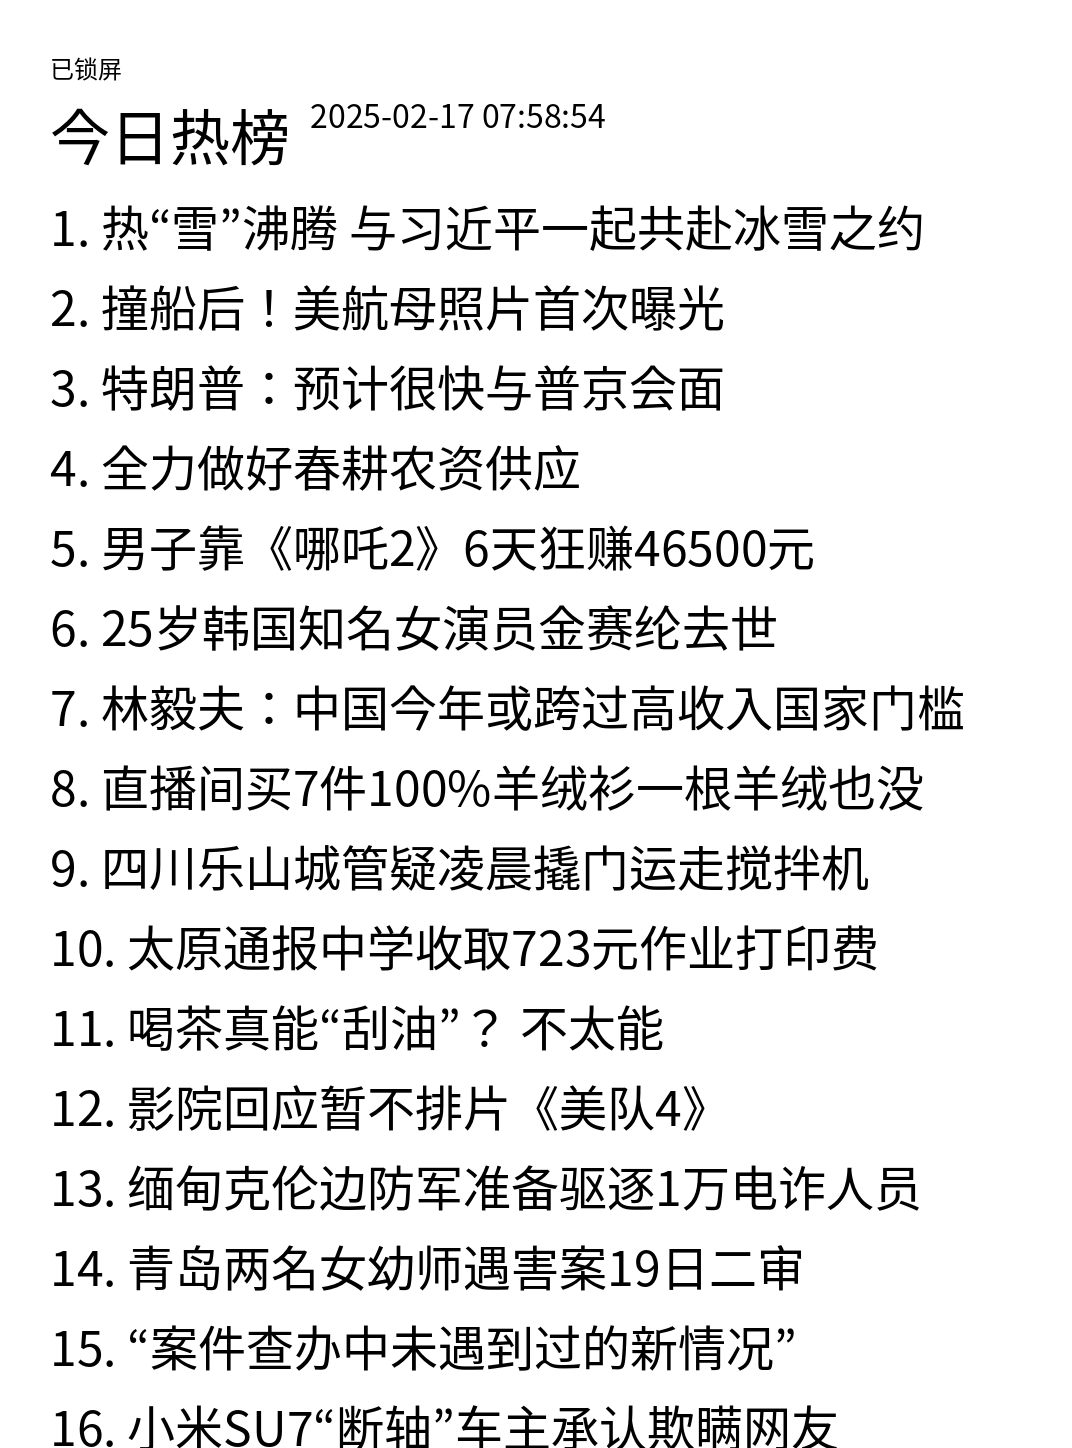 已锁屏
今日热榜 2025-02-17 07:58:54
1. 热“雪”沸腾 与习近平一起共赴冰雪之约
2. 撞船后！美航母照片首次曝光
3. 特朗普：预计很快与普京会面
4. 全力做好春耕农资供应
5. 男子靠《哪吒2》6天狂赚46500元
6. 25岁韩国知名女演员金赛纶去世
7. 林毅夫：中国今年或跨过高收入国家门槛
8. 直播间买7件100%羊绒衫一根羊绒也没
9. 四川乐山城管疑凌晨撬门运走搅拌机
10. 太原通报中学收取723元作业打印费
11. 喝茶真能“刮油”？ 不太能
12. 影院回应暂不排片《美队4》
13. 缅甸克伦边防军准备驱逐1万电诈人员
14. 青岛两名女幼师遇害案19日二审
15. “案件查办中未遇到过的新情况”
16. 小米SU7“断轴”车主承认欺瞒网友